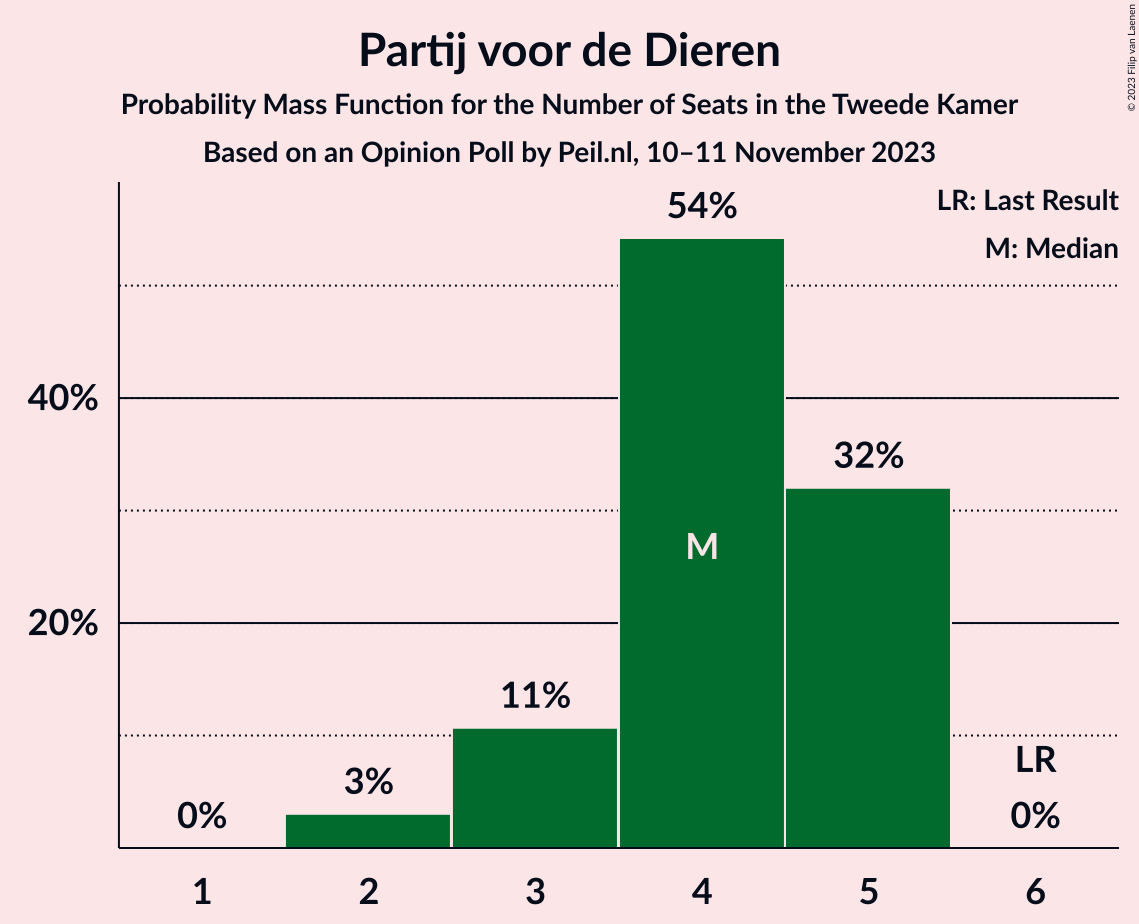 Partij voor de Dieren
Probability Mass Function for the Number of Seats in the Tweede Kamer
Based on an Opinion Poll by Peil.nl, 10–11 November 2023
© 2023 Filip van Laenen
LR: Last Result
M: Median
54%
40%
32%
M
20%
11%
LR
3%
0%
0%
1 2 3 4 5 6